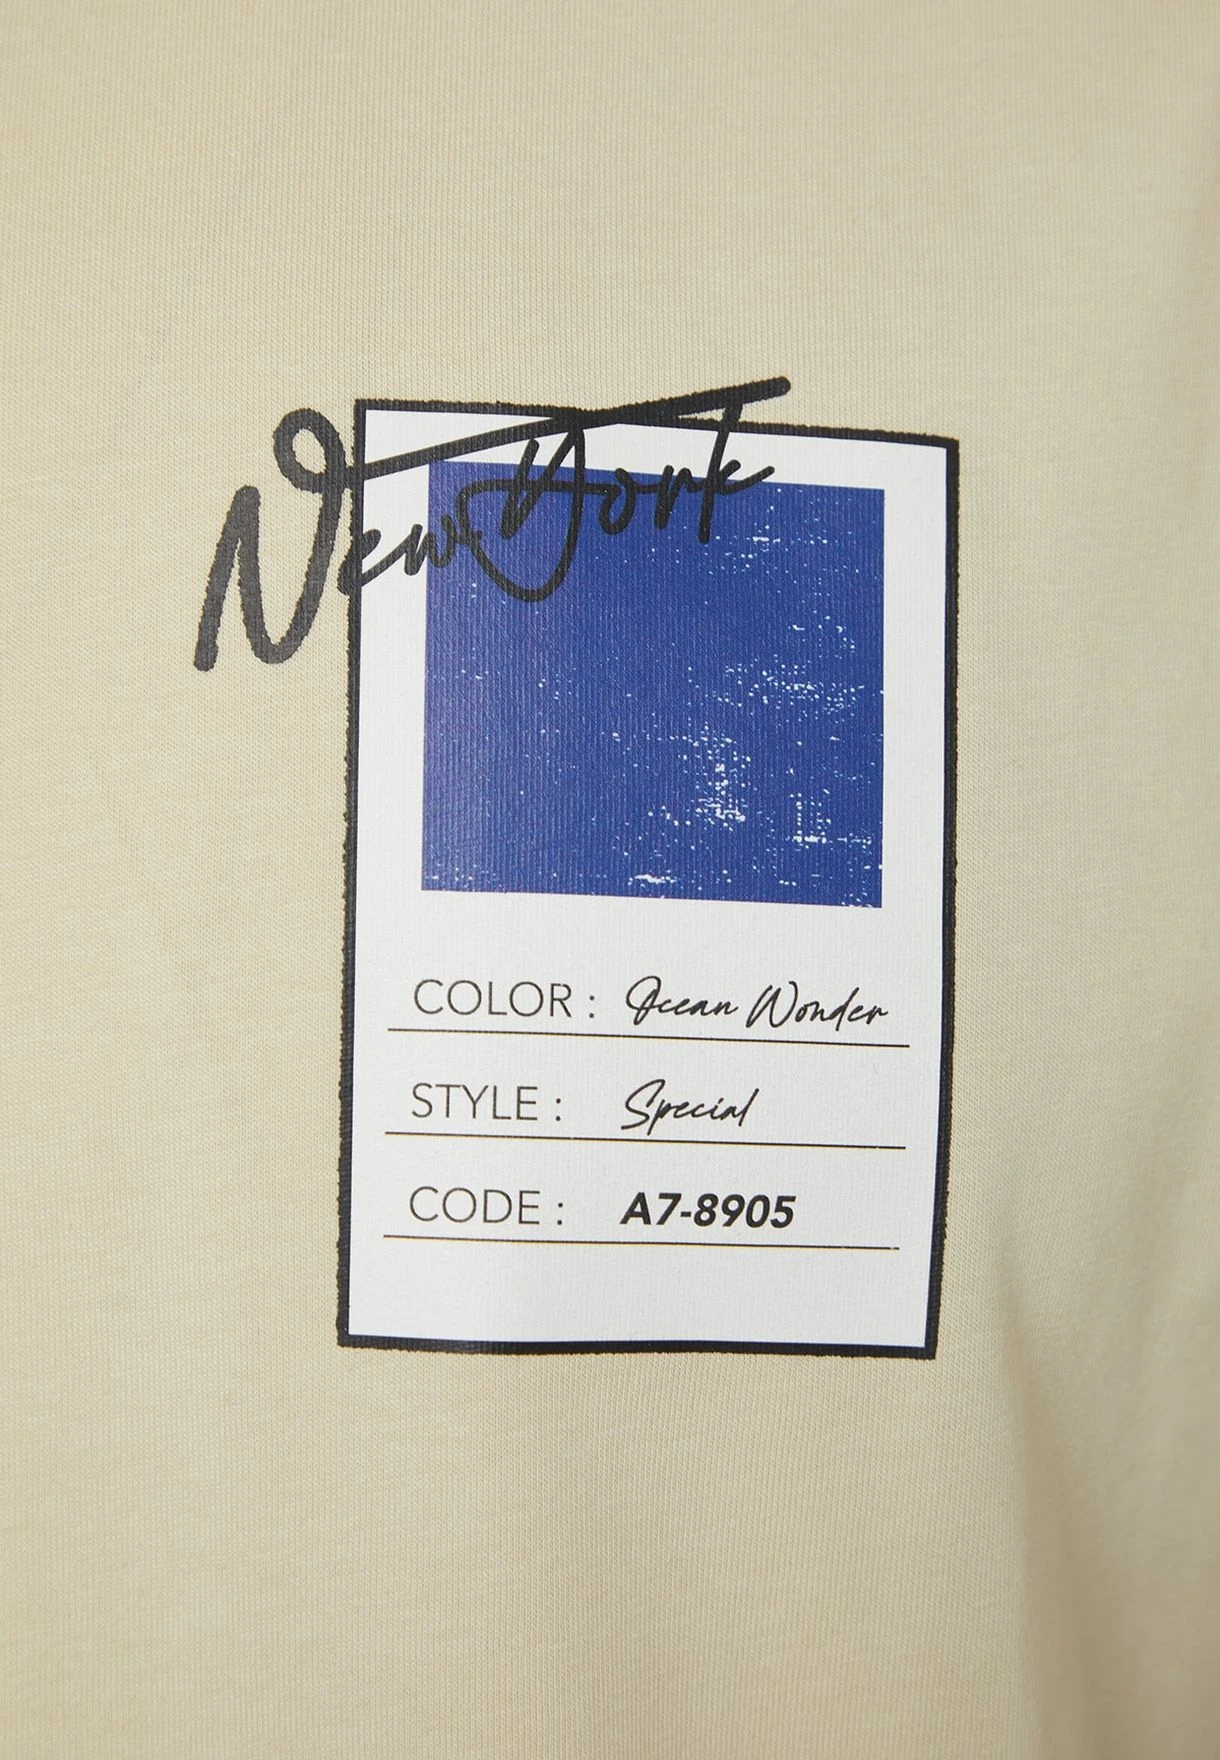 New York
COLOR : Ocean Wonder
STYLE : Special
CODE : A7-8905